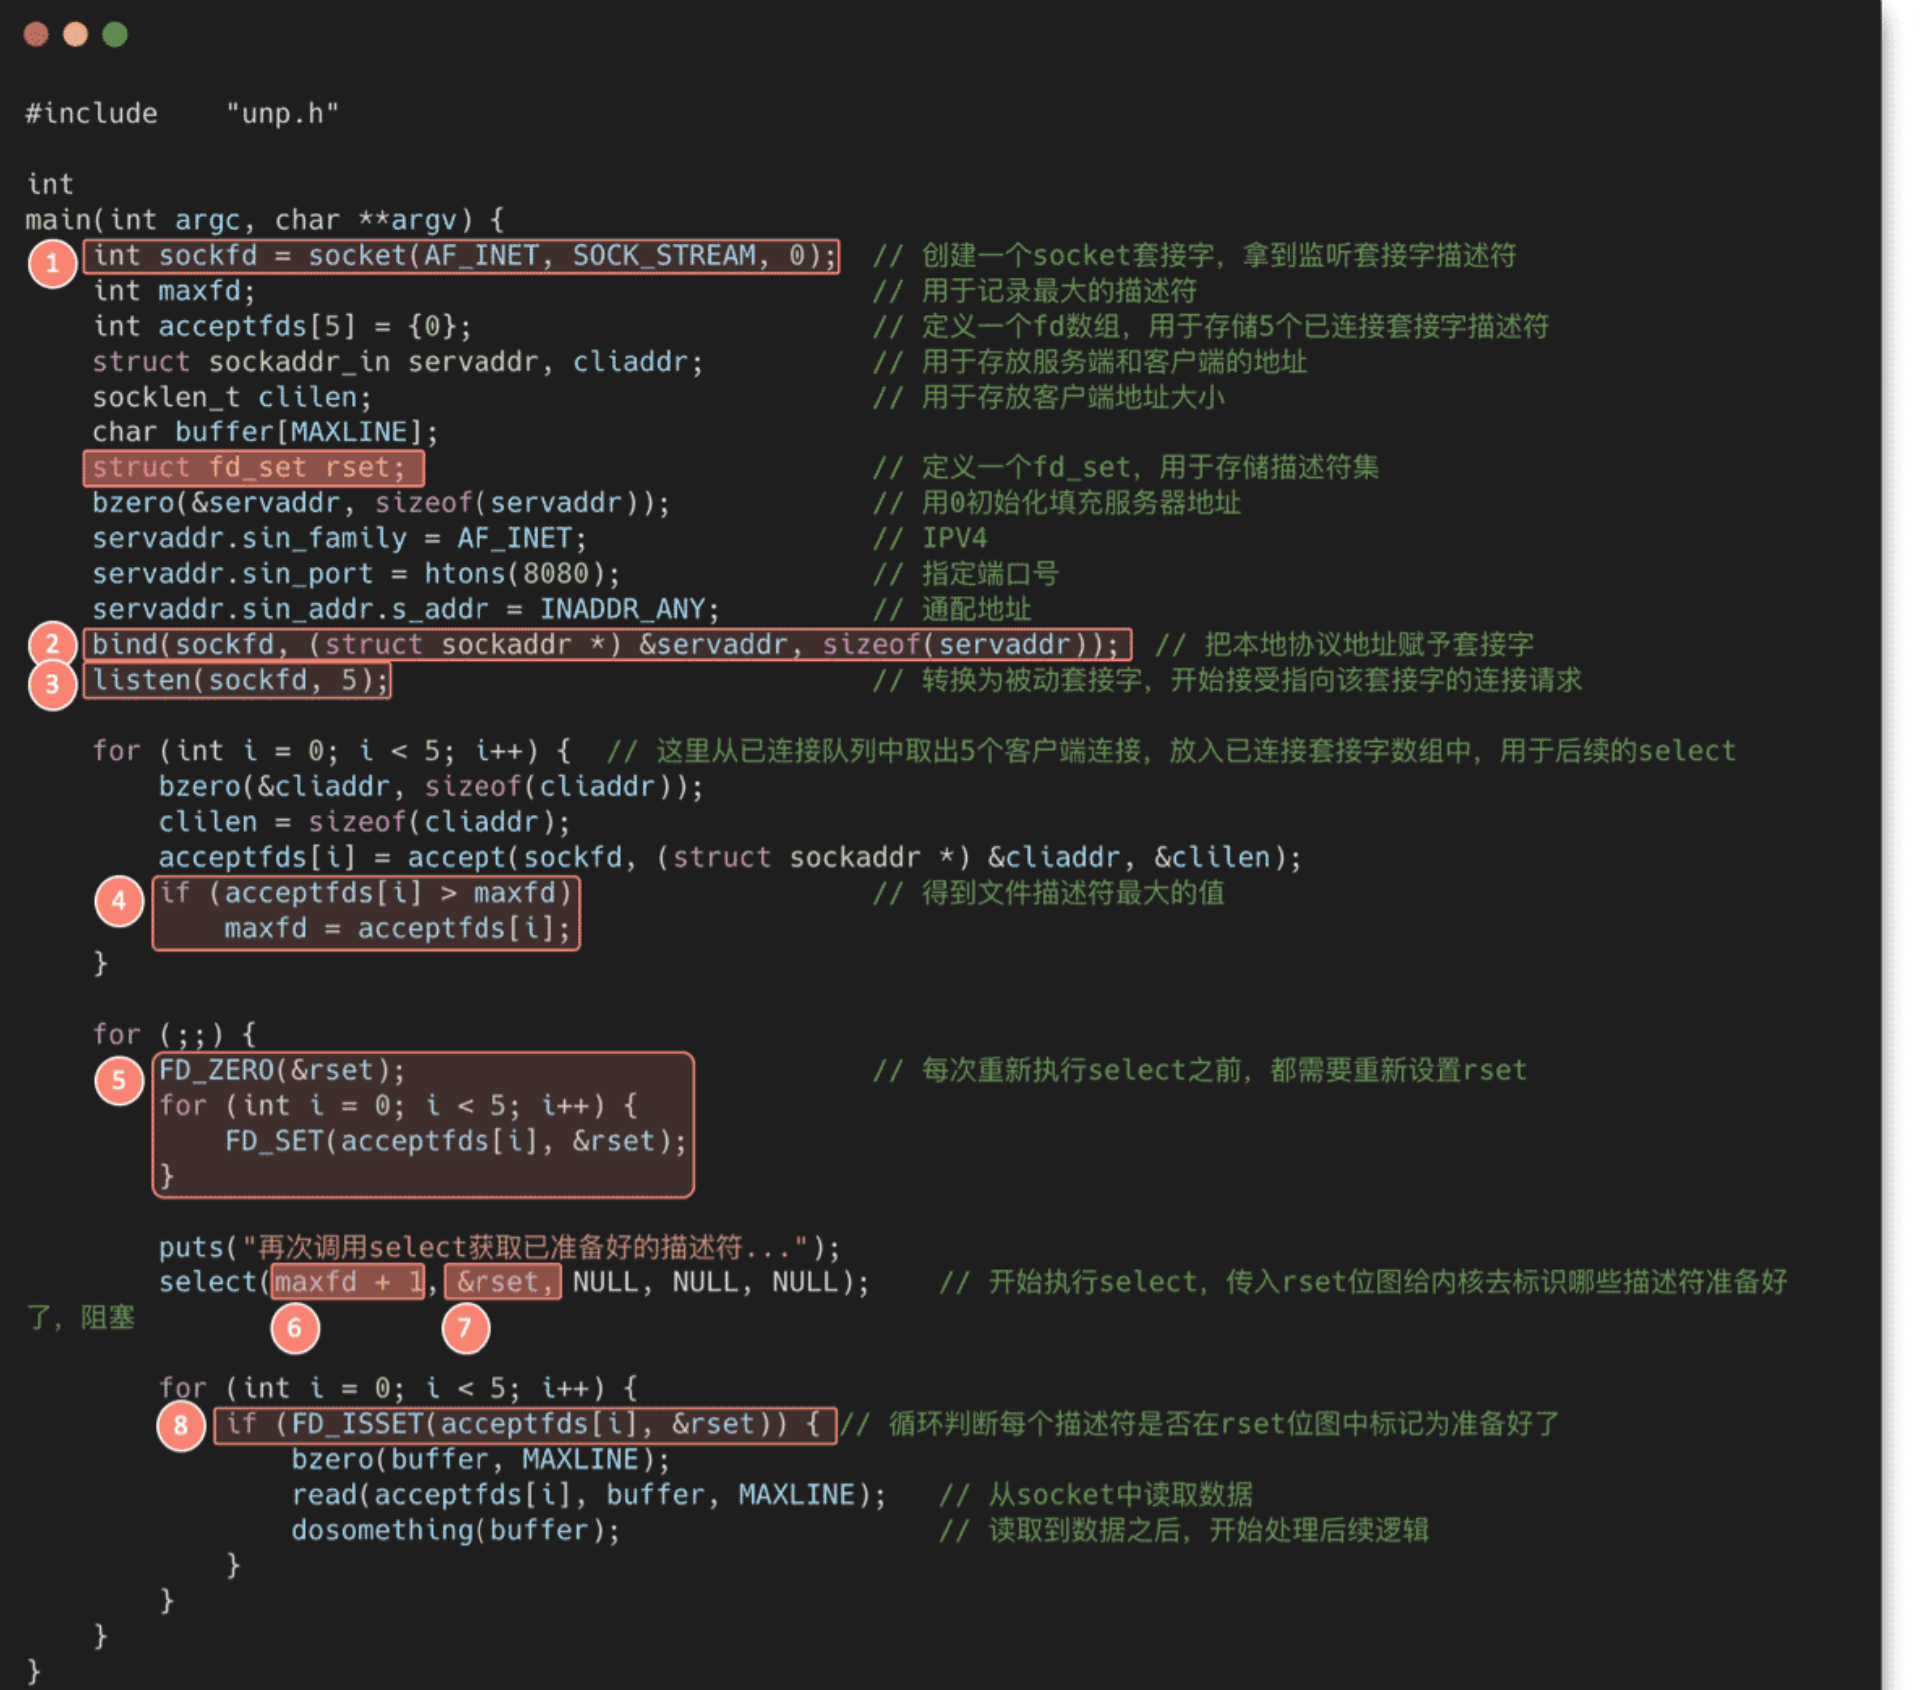 #include    "unp.h"
int
main(int argc, char **argv) {
1 int sockfd = socket(AF_INET, SOCK_STREAM, 0);  // 创建一个socket套接字，拿到监听套接字描述符
int maxfd;  // 用于记录最大的描述符
int acceptfds[5] = {0};  // 定义一个fd数组，用于存储5个已连接套接字描述符
struct sockaddr_in servaddr, cliaddr;  // 用于存放服务端和客户端的地址
socklen_t clilen;  // 用于存放客户端地址大小
char buffer[MAXLINE];
struct fd_set rset;  // 定义一个fd_set，用于存储描述符集
bzero(&servaddr, sizeof(servaddr));  // 用0初始化填充服务器地址
servaddr.sin_family = AF_INET;  // IPV4
servaddr.sin_port = htons(8080);  // 指定端口号
servaddr.sin_addr.s_addr = INADDR_ANY;  // 通配地址
2 bind(sockfd, (struct sockaddr *) &servaddr, sizeof(servaddr));  // 把本地协议地址赋予套接字
3 listen(sockfd, 5);  // 转换为被动套接字，开始接受指向该套接字的连接请求
for (int i = 0; i < 5; i++) {  // 这里从已连接队列中取出5个客户端连接，放入已连接套接字数组中，用于后续的select
bzero(&cliaddr, sizeof(cliaddr));
clilen = sizeof(cliaddr);
acceptfds[i] = accept(sockfd, (struct sockaddr *) &cliaddr, &clilen);
4 if (acceptfds[i] > maxfd)  // 得到文件描述符最大的值
maxfd = acceptfds[i];
}
for (;;) {
5 FD_ZERO(&rset);  // 每次重新执行select之前，都需要重新设置rset
for (int i = 0; i < 5; i++) {
FD_SET(acceptfds[i], &rset);
}
puts("再次调用select获取已准备好的描述符...");
select(maxfd + 1, &rset, NULL, NULL, NULL);  // 开始执行select，传入rset位图给内核去标识哪些描述符准备好
了，阻塞
6 7
for (int i = 0; i < 5; i++) {
8 if (FD_ISSET(acceptfds[i], &rset)) { // 循环判断每个描述符是否在rset位图中标记为准备好了
bzero(buffer, MAXLINE);
read(acceptfds[i], buffer, MAXLINE);  // 从socket中读取数据
dosomething(buffer);  // 读取到数据之后，开始处理后续逻辑
}
}
}
}